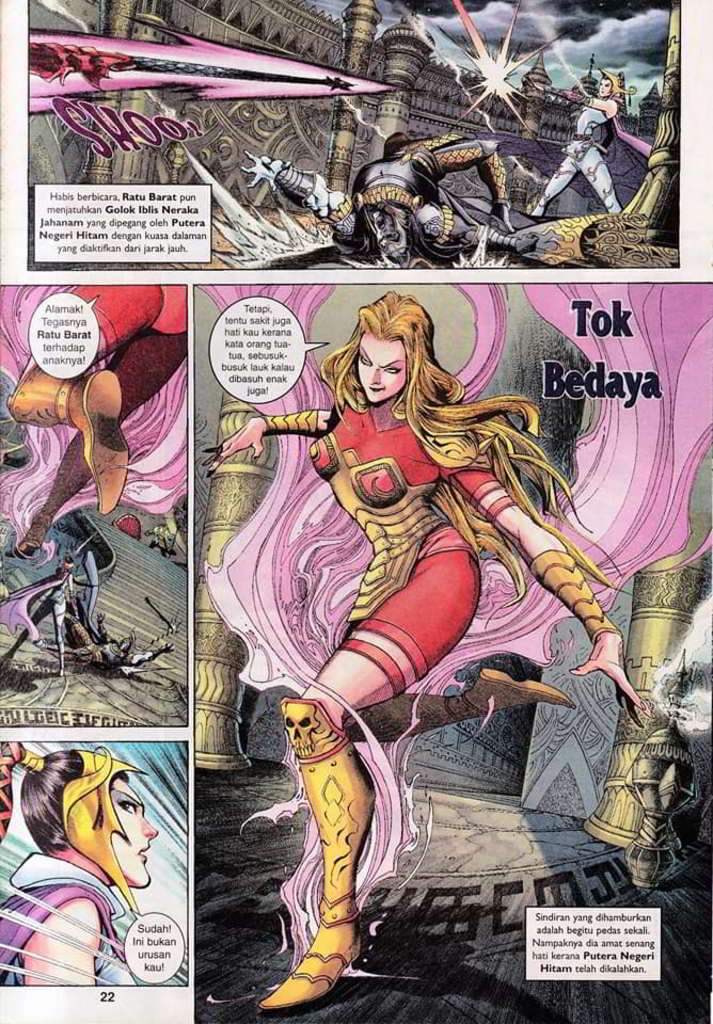 SHOOO
Habis berbicara, Ratu Barat pun
menjatuhkan Golok Iblis Neraka
Jahanam yang dipegang oleh Putera
Negeri Hitam dengan kuasa dalaman
yang diaktifkan dari jarak jauh.
Alamak!
Tegasnya
Ratu Barat
terhadap
anaknya!
Tetapi,
tentu sakit juga
hati kau kerana
kata orang tua-
tua, sebusuk-
busuk lauk kalau
dibasuh enak
juga!
Tok
Bedaya
Sudah!
Ini bukan
urusan
kau!
Sindiran yang dihamburkan
adalah begitu pedas sekali.
Nampaknya dia amat senang
hati kerana Putera Negeri
Hitam telah dikalahkan.
22